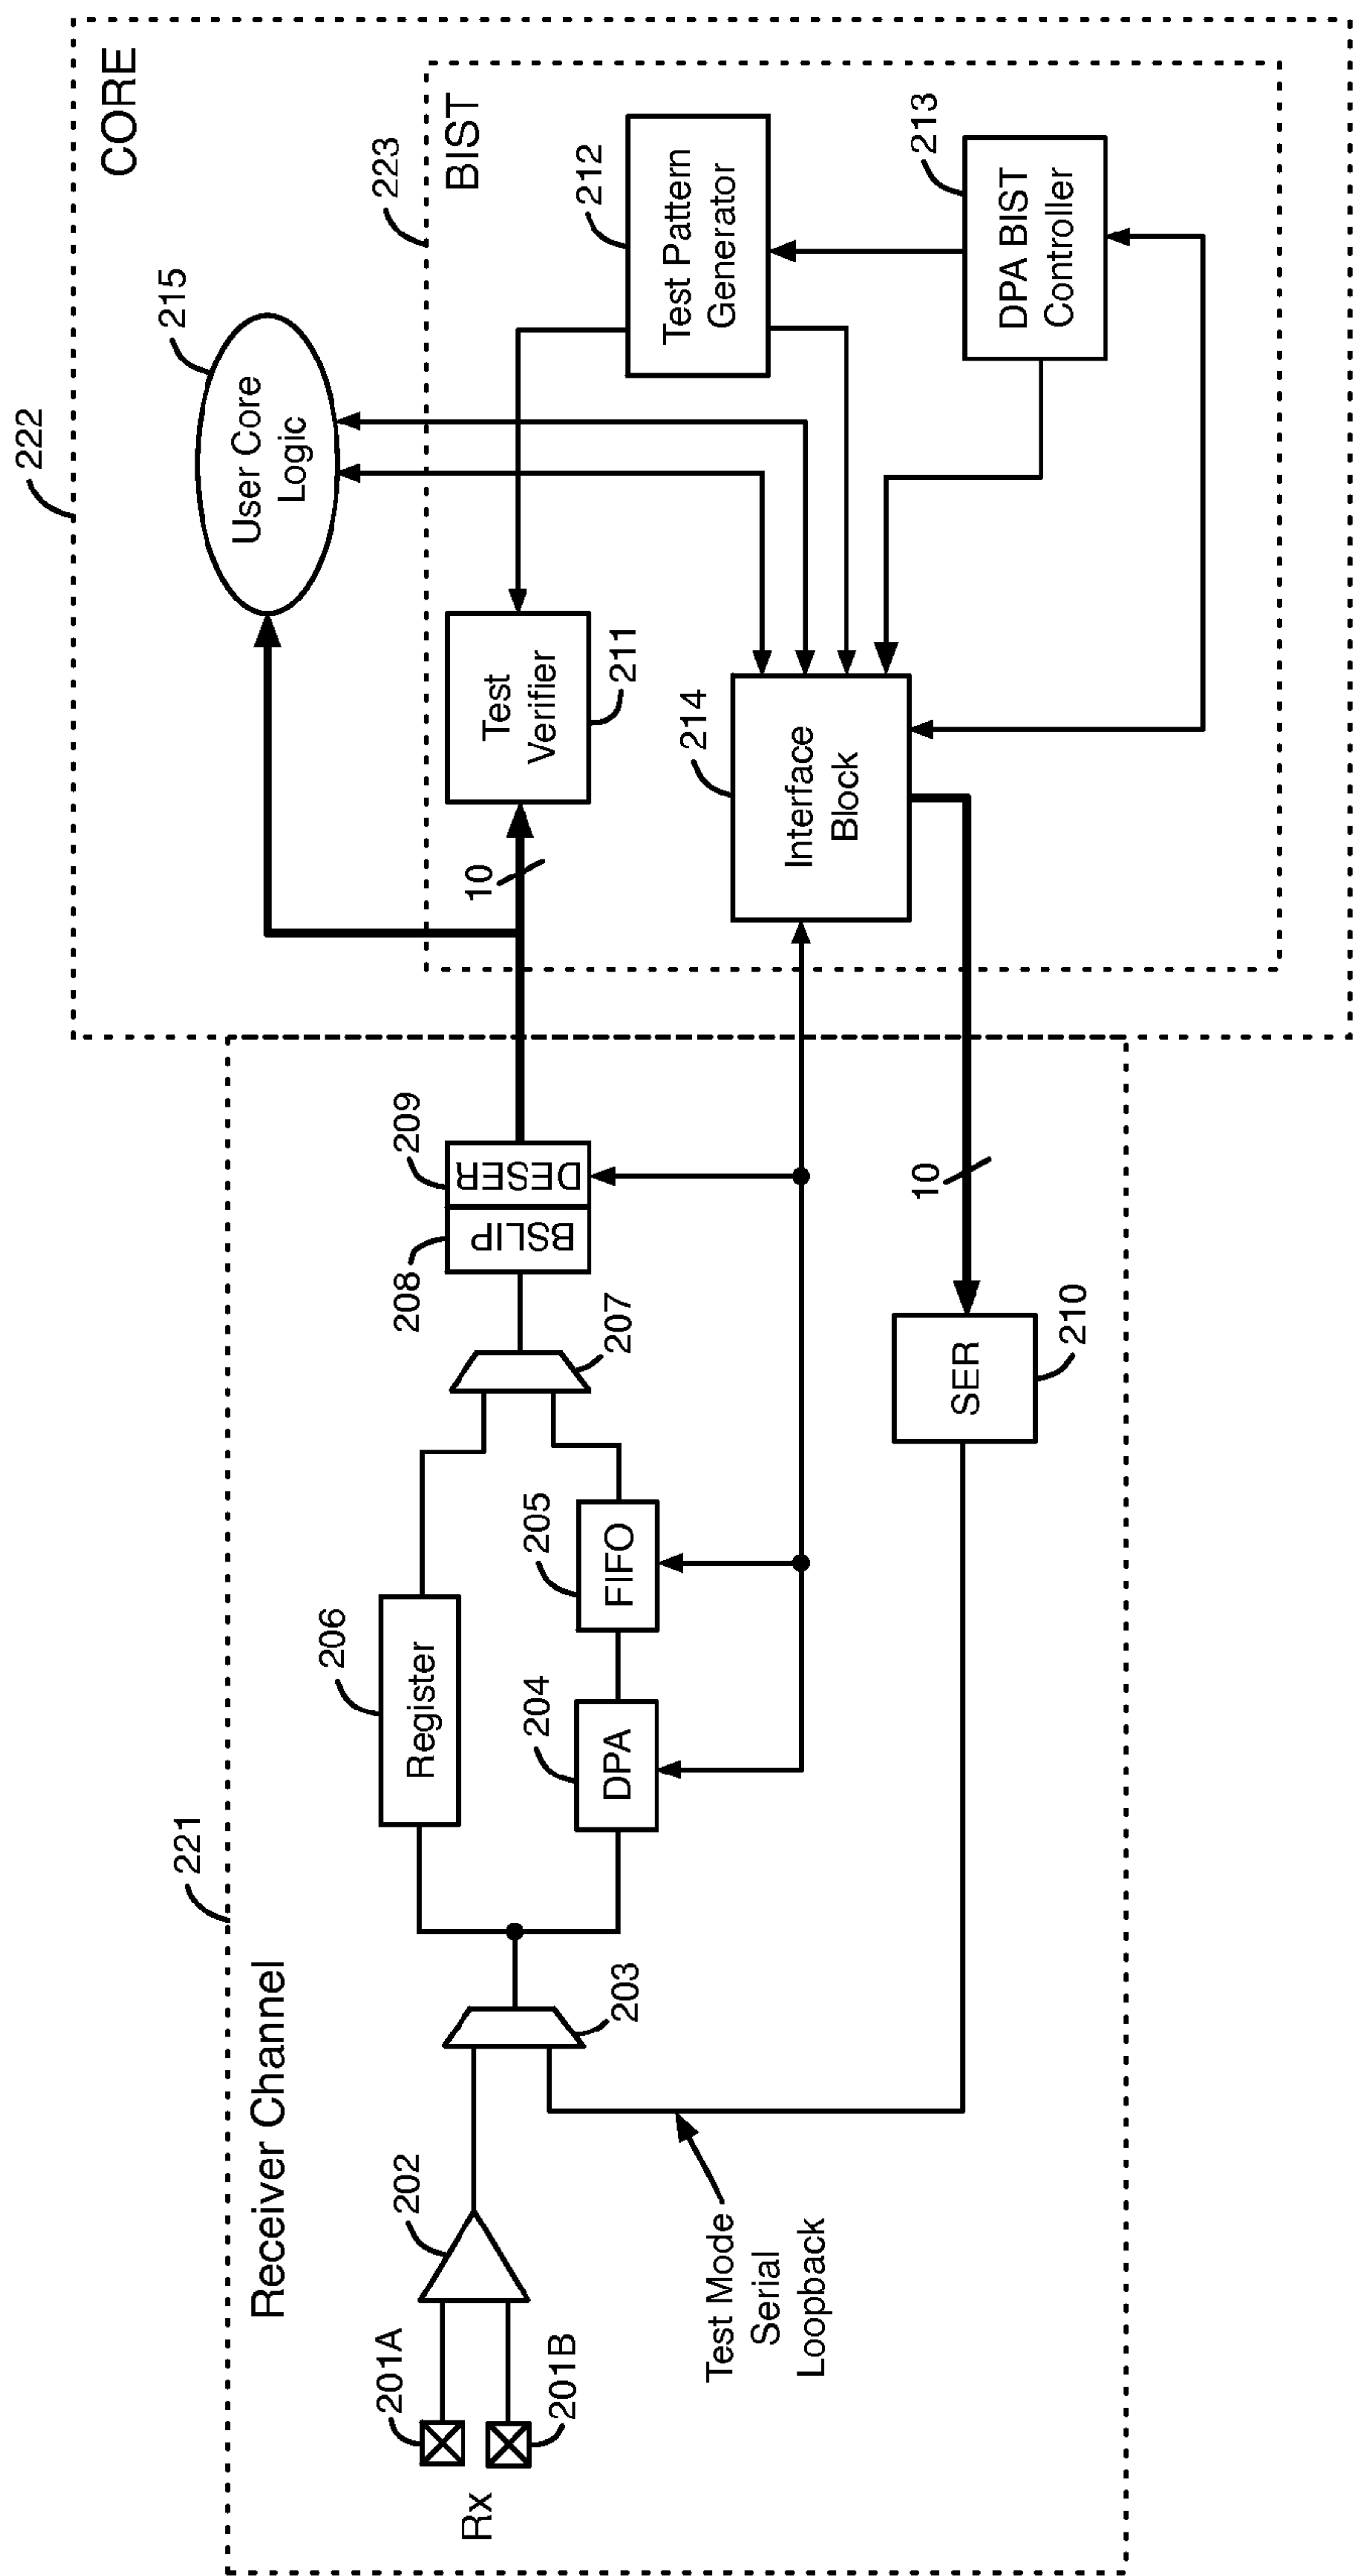 222
CORE
215
User Core
Logic
223
BIST
212
Test Pattern
Generator
213
DPA BIST
Controller
Test
Verifier
211
10
214
Interface
Block
221
Receiver Channel
Rx
201A
201B
202
203
206
Register
204
DPA
205
FIFO
207
208
BSLIP
209
DESER
10
SER
210
Test Mode
Serial
Loopback